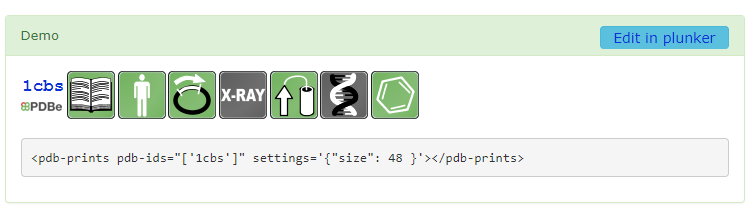 Demo
Edit in plunker
1cbs
PDBe
X-RAY
<pdb-prints pdb-ids="['1cbs']" settings='{"size": 48 }'></pdb-prints>